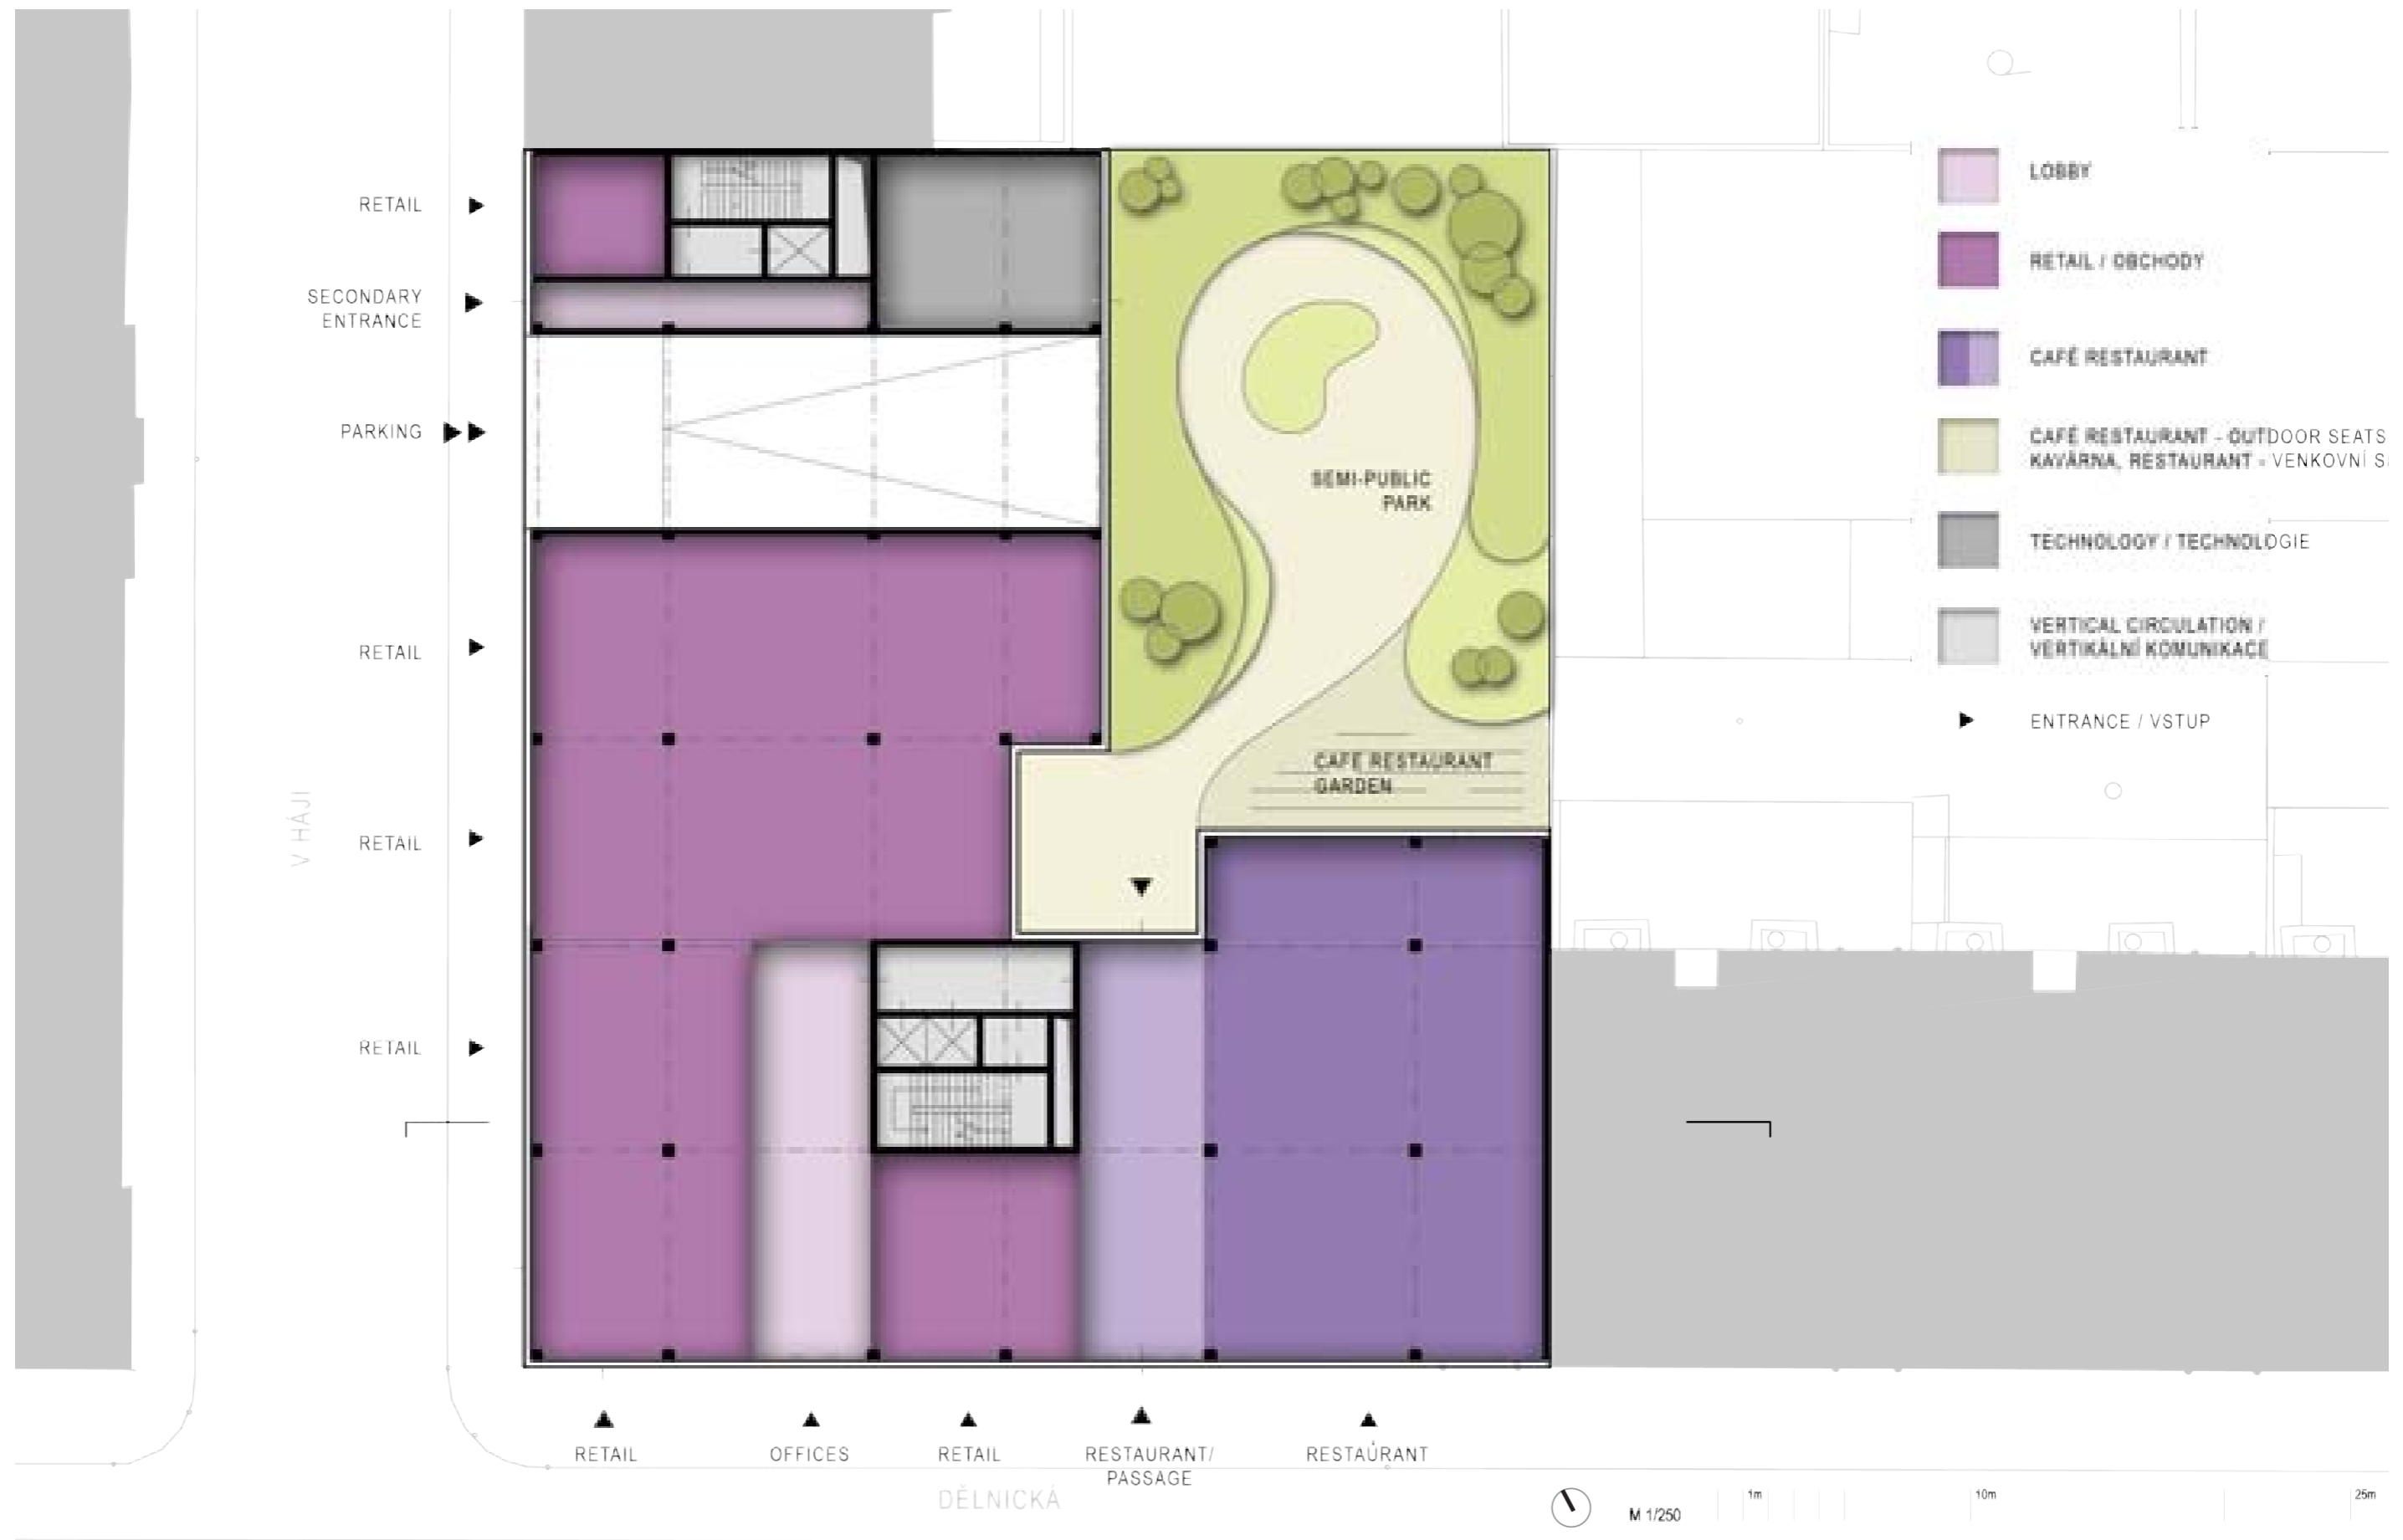 RETAIL
SECONDARY
ENTRANCE
PARKING
RETAIL
RETAIL
RETAIL
V HÁJI
SEMI-PUBLIC
PARK
CAFÉ RESTAURANT
GARDEN
LOBBY
RETAIL / OBCHODY
CAFÉ RESTAURANT
CAFÉ RESTAURANT - OUTDOOR SEATS
KAVÁRNA, RESTAURANT - VENKOVNÍ S
TECHNOLOGY / TECHNOLOGIE
VERTICAL CIRCULATION /
VERTIKÁLNÍ KOMUNIKACE
ENTRANCE / VSTUP
RETAIL
OFFICES
RETAIL
RESTAURANT/
PASSAGE
RESTAURANT
DĚLNICKÁ
M 1/250
1m
10m
25m